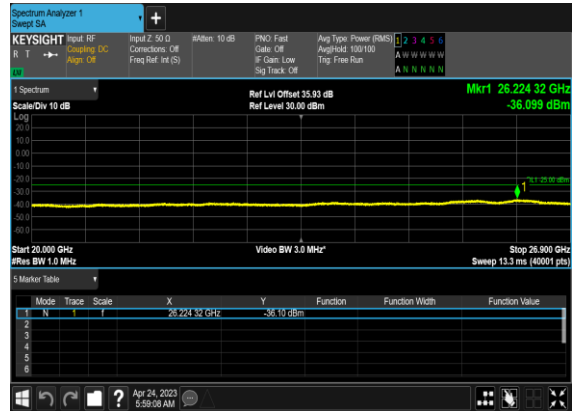 Spectrum Analyzer 1
Swept SA
+
KEYSIGHT Input: RF Input Z: 50 Ω #Atten: 10 dB PNO: Fast Avg Type: Power (RMS) 1 2 3 4 5 6
R T Coupling: DC Corrections: Off Gate: Off Avg|Hold: 100/100 A W W W W W
Align: Off Freq Ref: Int (S) IF Gain: Low Trig: Free Run
Sig Track: Off A N N N N N
1 Spectrum Ref Lvl Offset 35.93 dB Mkr1 26.224 32 GHz
Scale/Div 10 dB Ref Level 30.00 dBm -36.099 dBm
Log
20.0
10.0
0.00
-10.0
-20.0
-30.0
-40.0
-50.0
-60.0
DL1 -25.00 dBm
1
Start 20.000 GHz Video BW 3.0 MHz* Stop 26.900 GHz
#Res BW 1.0 MHz Sweep 13.3 ms (40001 pts)
5 Marker Table
Mode Trace Scale X Y Function Function Width Function Value
1 N 1 f 26.224 32 GHz -36.10 dBm
2
3
4
5
6
? Apr 24, 2023
5:59:08 AM